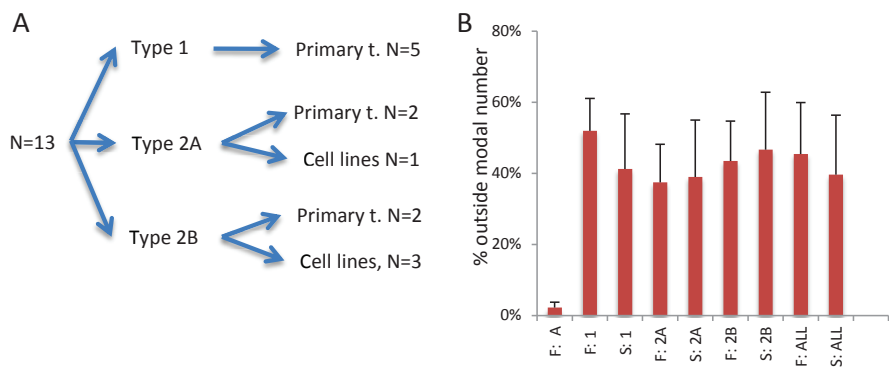 A
N=13
Type 1
Primary t. N=5
Type 2A
Primary t. N=2
Cell lines N=1
Type 2B
Primary t. N=2
Cell lines, N=3
B
% outside modal number
80%
60%
40%
20%
0%
F: A
F: 1
S: 1
F: 2A
S: 2A
F: 2B
S: 2B
F: ALL
S: ALL